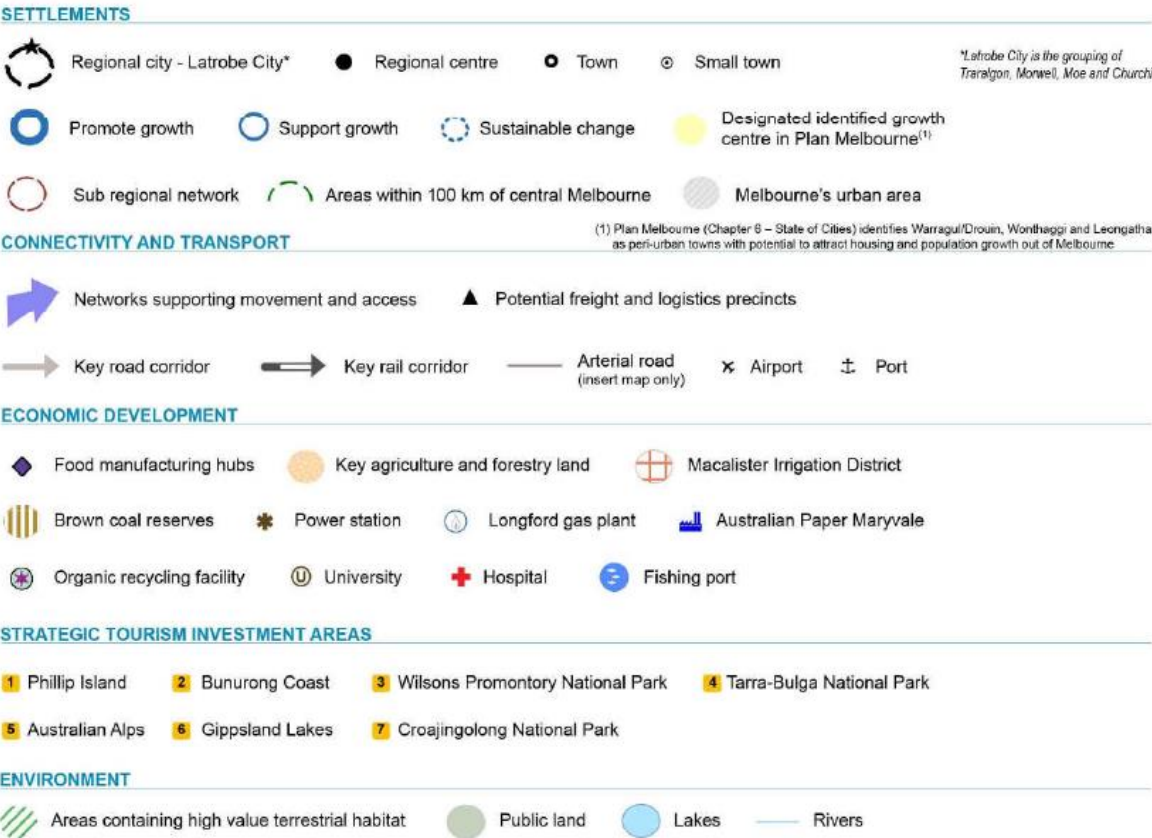 SETTLEMENTS
Regional city - Latrobe City* Regional centre Town Small town
*Latrobe City is the grouping of
Traralgon, Morwell, Moe and Churchi
Promote growth Support growth Sustainable change Designated identified growth
centre in Plan Melbourne(1)
Sub regional network Areas within 100 km of central Melbourne Melbourne's urban area
(1) Plan Melbourne (Chapter 6 – State of Cities) identifies Warragul/Drouin, Wonthaggi and Leongatha
as peri-urban towns with potential to attract housing and population growth out of Melbourne
CONNECTIVITY AND TRANSPORT
Networks supporting movement and access Potential freight and logistics precincts
Key road corridor Key rail corridor Arterial road
(insert map only)
Airport Port
ECONOMIC DEVELOPMENT
Food manufacturing hubs Key agriculture and forestry land Macalister Irrigation District
Brown coal reserves Power station Longford gas plant Australian Paper Maryvale
Organic recycling facility U University Hospital Fishing port
STRATEGIC TOURISM INVESTMENT AREAS
1 Phillip Island 2 Bunurong Coast 3 Wilsons Promontory National Park 4 Tarra-Bulga National Park
5 Australian Alps 6 Gippsland Lakes 7 Croajingolong National Park
ENVIRONMENT
Areas containing high value terrestrial habitat Public land Lakes Rivers